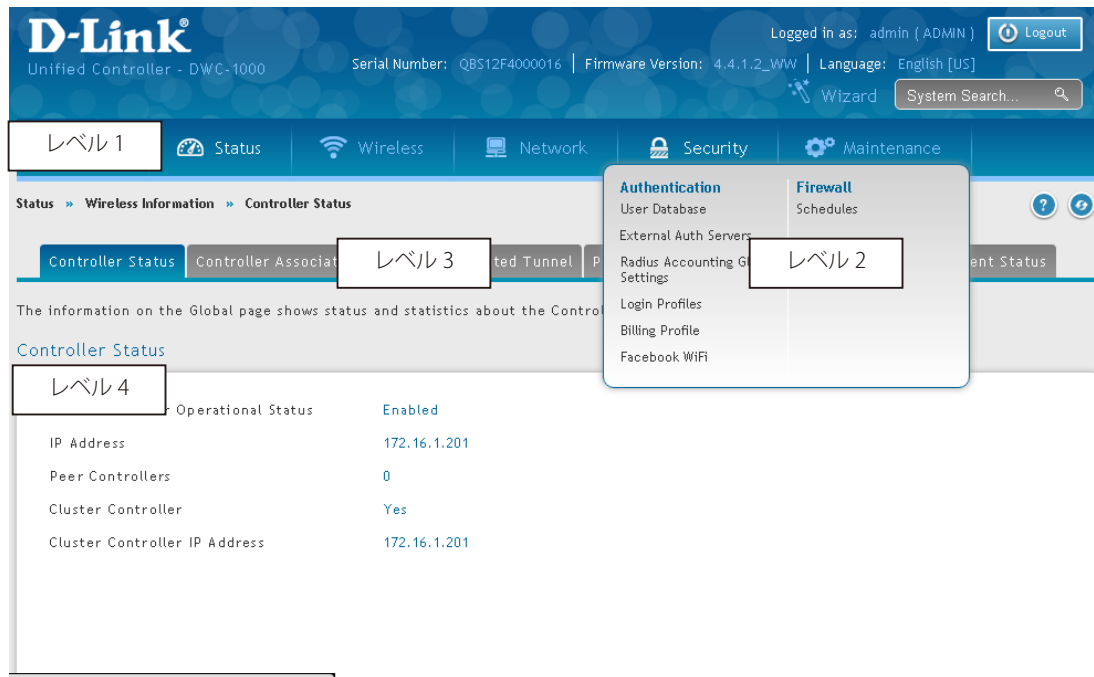 D-Link®
Unified Controller - DWC-1000
Logged in as: admin ( ADMIN ) Logout
Serial Number: QBS12F4000016 | Firmware Version: 4.4.1.2_WW | Language: English [US]
Wizard System Search...
レベル 1 Status Wireless Network Security Maintenance
Status » Wireless Information » Controller Status
Authentication
User Database
External Auth Servers
Radius Accounting
Settings
Login Profiles
Billing Profile
Facebook WiFi
Firewall
Schedules
レベル 2
Controller Status Controller レベル 3 Tunnel Status
The information on the Global page shows status and statistics about the
Controller Status
レベル 4
Operational Status Enabled
IP Address 172.16.1.201
Peer Controllers 0
Cluster Controller Yes
Cluster Controller IP Address 172.16.1.201